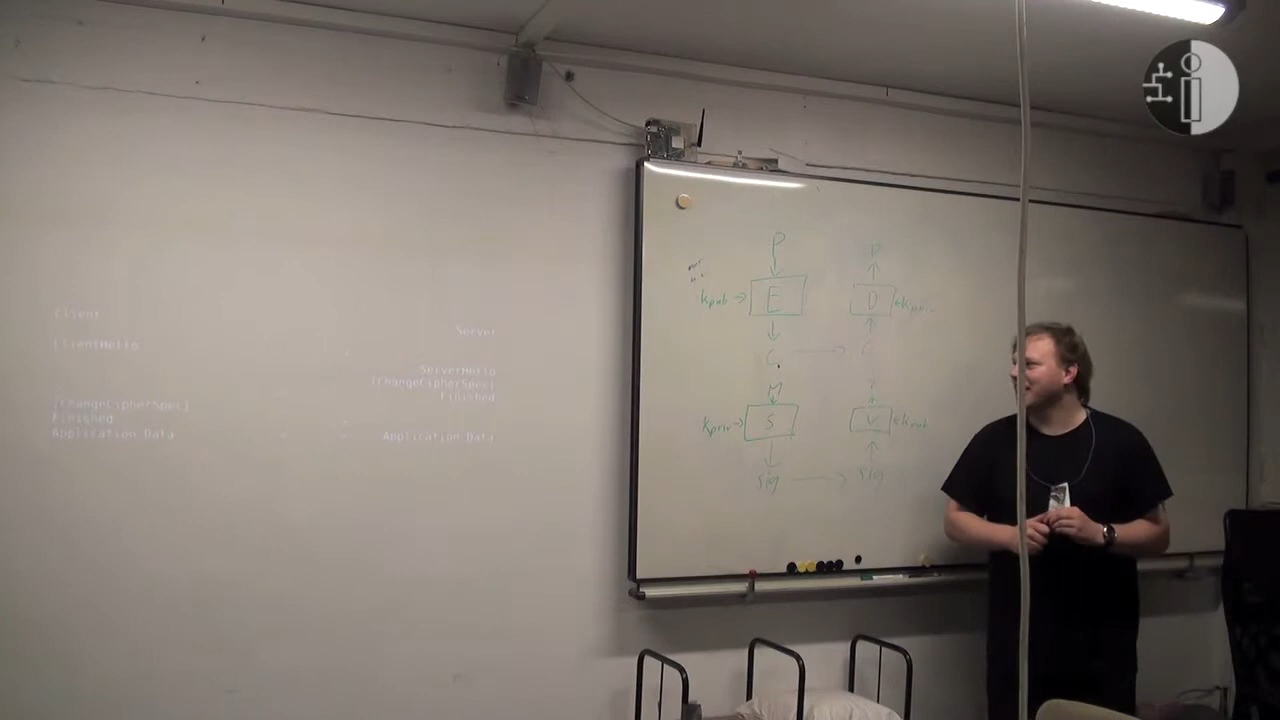 Client
Server
ClientHello
ServerHello
[ChangeCipherSpec]
Finished
[ChangeCipherSpec]
Finished
Application Data
Application Data
P
P
kpub → E
D ← kpriv
C → C
M
kpriv → S
V ← kpub
sig → sig
i